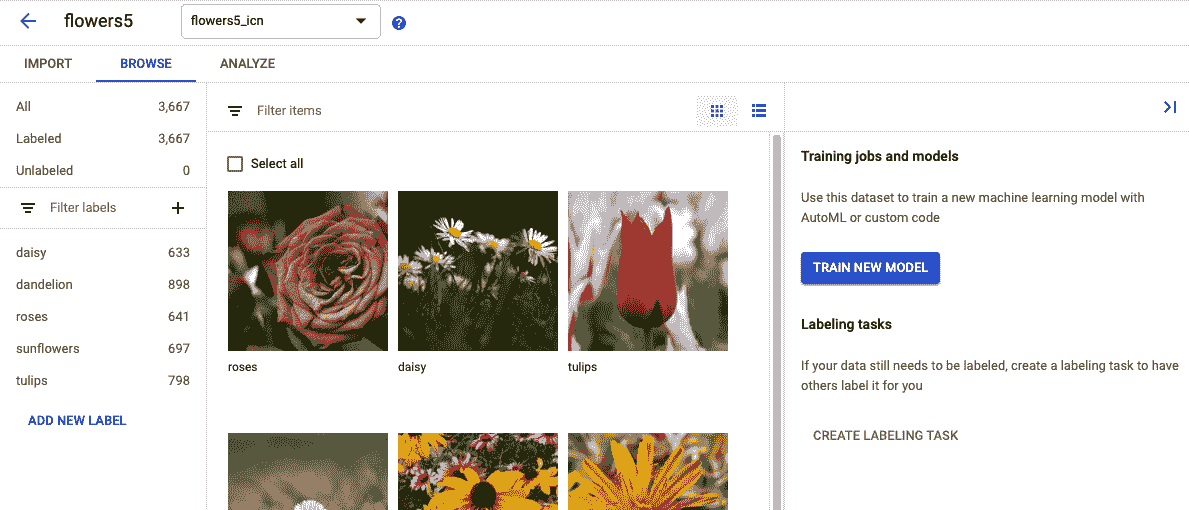 flowers5
flowers5_icn
IMPORT BROWSE ANALYZE
All 3,667
Labeled 3,667
Unlabeled 0
Filter labels
daisy 633
dandelion 898
roses 641
sunflowers 697
tulips 798
ADD NEW LABEL
Filter items
Select all
roses daisy tulips
Training jobs and models
Use this dataset to train a new machine learning model with
AutoML or custom code
TRAIN NEW MODEL
Labeling tasks
If your data still needs to be labeled, create a labeling task to have
others label it for you
CREATE LABELING TASK